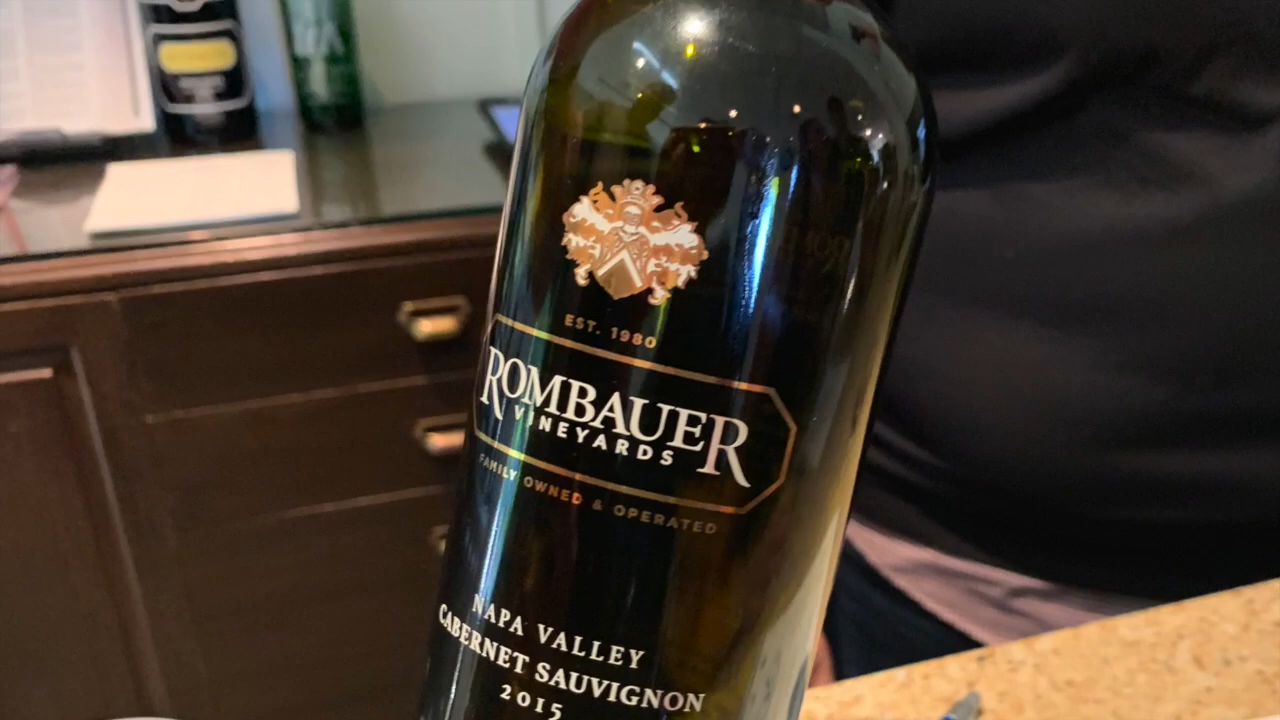 EST. 1980
ROMBAUER
VINEYARDS
FAMILY OWNED & OPERATED
NAPA VALLEY
CABERNET SAUVIGNON
2015